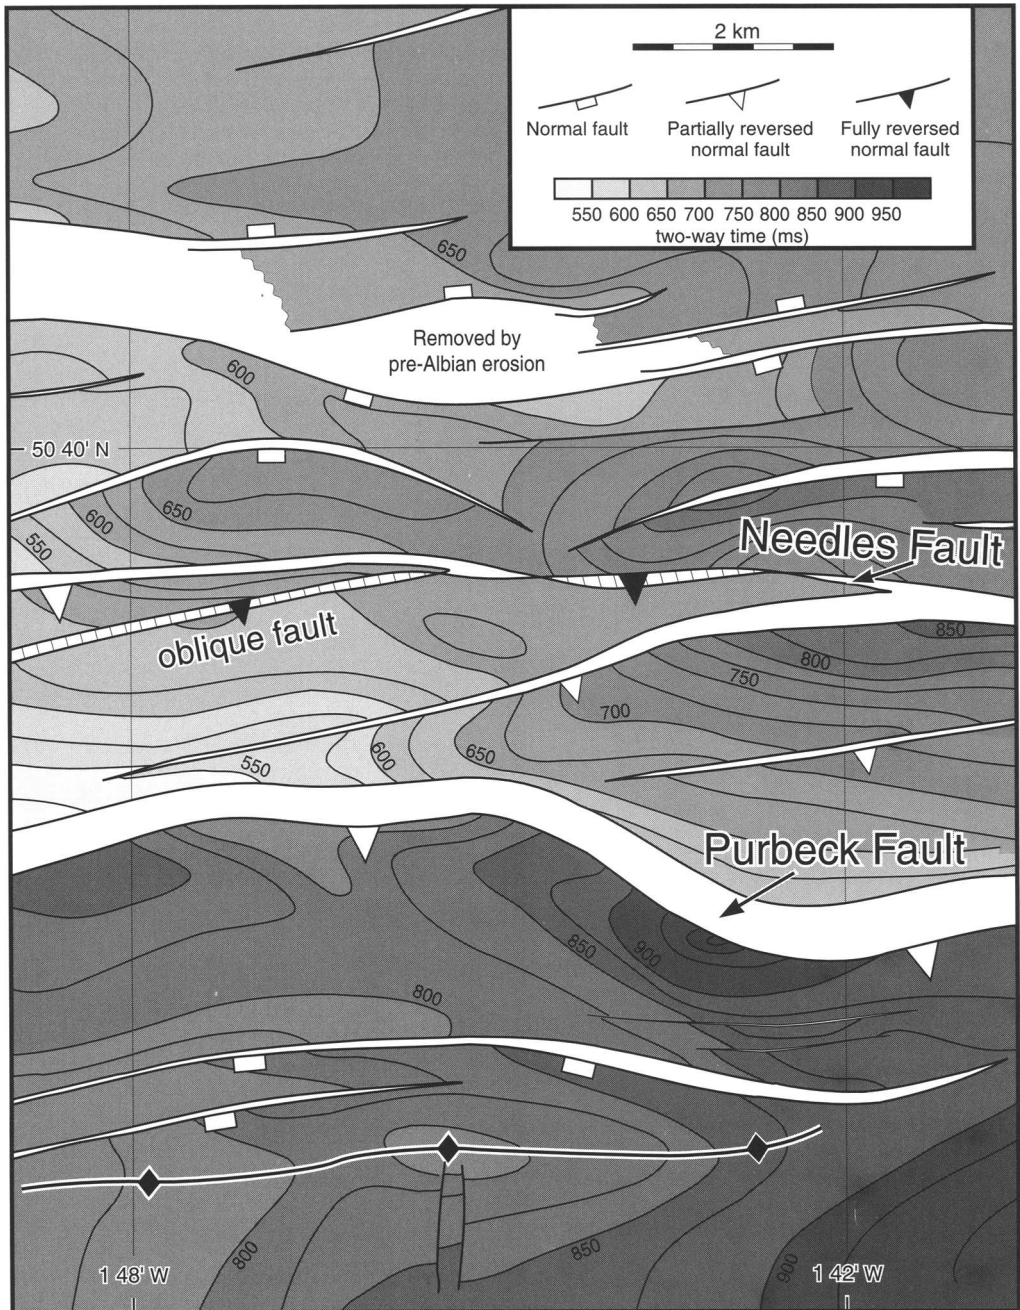 2 km
Normal fault
Partially reversed
normal fault
Fully reversed
normal fault
550 600 650 700 750 800 850 900 950
two-way time (ms)
650
Removed by
pre-Albian erosion
600
50 40' N
650
600
550
Needles Fault
oblique fault
850
800
750
700
650
600
550
Purbeck Fault
850
900
800
800
850
900
1 48' W
1 42' W